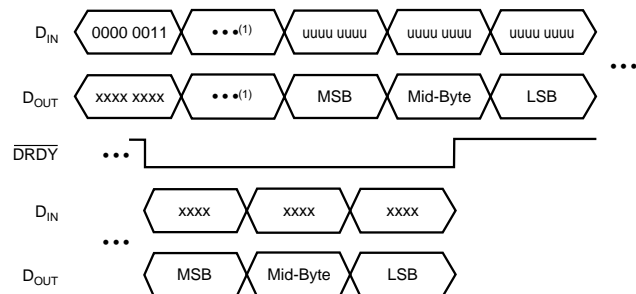 DIN 0000 0011 •••(1) uuuu uuuu uuuu uuuu uuuu uuuu
•••
DOUT xxxx xxxx •••(1) MSB Mid-Byte LSB
DRDY •••
DIN xxxx xxxx xxxx
•••
DOUT MSB Mid-Byte LSB